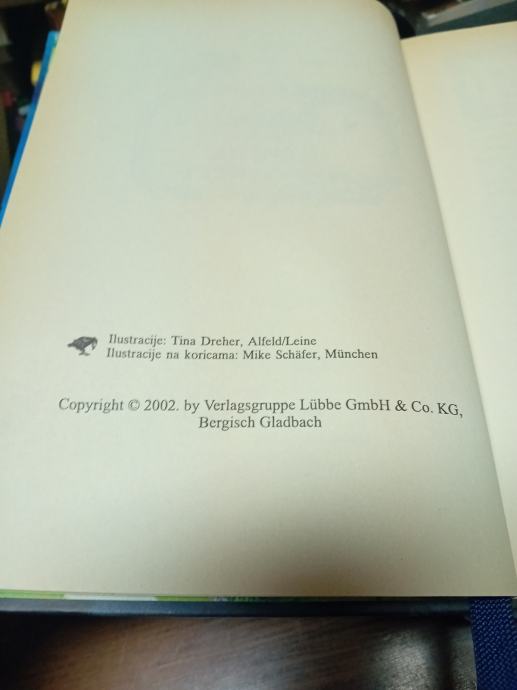 Ilustracije: Tina Dreher, Alfeld/Leine
Ilustracije na koricama: Mike Schäfer, München
Copyright © 2002. by Verlagsgruppe Lübbe GmbH & Co. KG,
Bergisch Gladbach